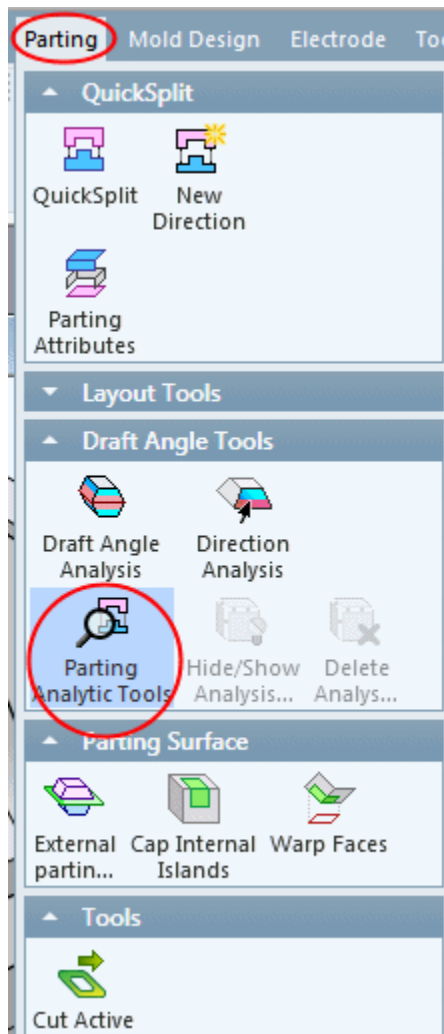 Parting Mold Design Electrode
QuickSplit
QuickSplit New
Direction
Parting
Attributes
Layout Tools
Draft Angle Tools
Draft Angle Direction
Analysis Analysis
Parting Hide/Show Delete
Analytic Tools Analysis... Analys...
Parting Surface
External Cap Internal Warp Faces
partin... Islands
Tools
Cut Active